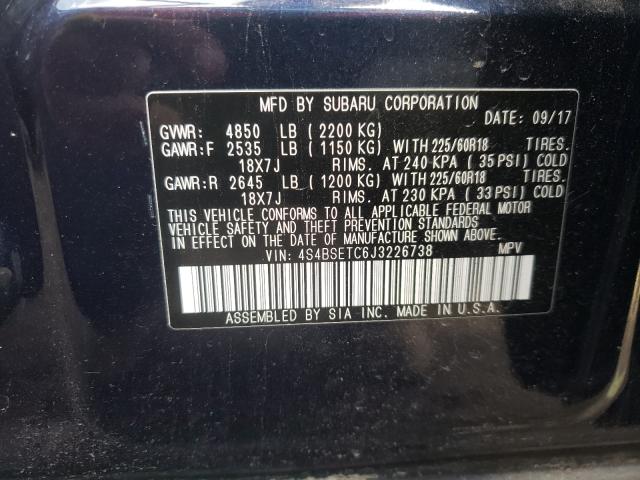 MFD BY SUBARU CORPORATION
DATE: 09/17
GVWR: 4850 LB (2200 KG)
GAWR:F 2535 LB (1150 KG) WITH 225/60R18 TIRES.
18X7J RIMS. AT 240 KPA (35 PSI) COLD
GAWR:R 2645 LB (1200 KG) WITH 225/60R18 TIRES.
18X7J RIMS. AT 230 KPA (33 PSI) COLD
THIS VEHICLE CONFORMS TO ALL APPLICABLE FEDERAL MOTOR
VEHICLE SAFETY AND THEFT PREVENTION STANDARDS
IN EFFECT ON THE DATE OF MANUFACTURE SHOWN ABOVE.
VIN: 4S4BSETC6J3226738 MPV
ASSEMBLED BY SIA INC. MADE IN U.S.A.